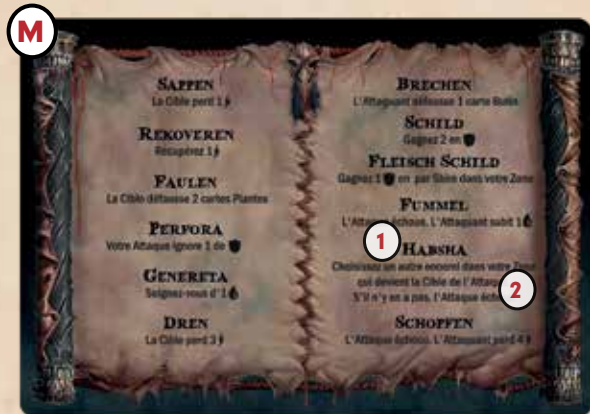 M
SAPPEN
La Cible perd 1
REKOVEREN
Récupérez 1
FAULEN
La Cible défausse 2 cartes Plantes
PERFORA
Votre Attaque ignore 1 de
GENERETA
Soignez-vous d'1
DREN
La Cible perd 3
BRECHEN
L'Attaquant défausse 1 carte Butin
SCHILD
Gagnez 2 en
FLEISCH SCHILD
Gagnez 1 en par Sbire dans votre Zone
FUMMEL
L'Attaque échoue. L'Attaquant subit 1
1
HABSHA
Choisissez un autre ennemi dans votre Zone
qui devient la Cible de l'Attaque
2
S'il n'y en a pas, l'Attaque
SCHOPFEN
L'Attaque échoue. L'Attaquant perd 4